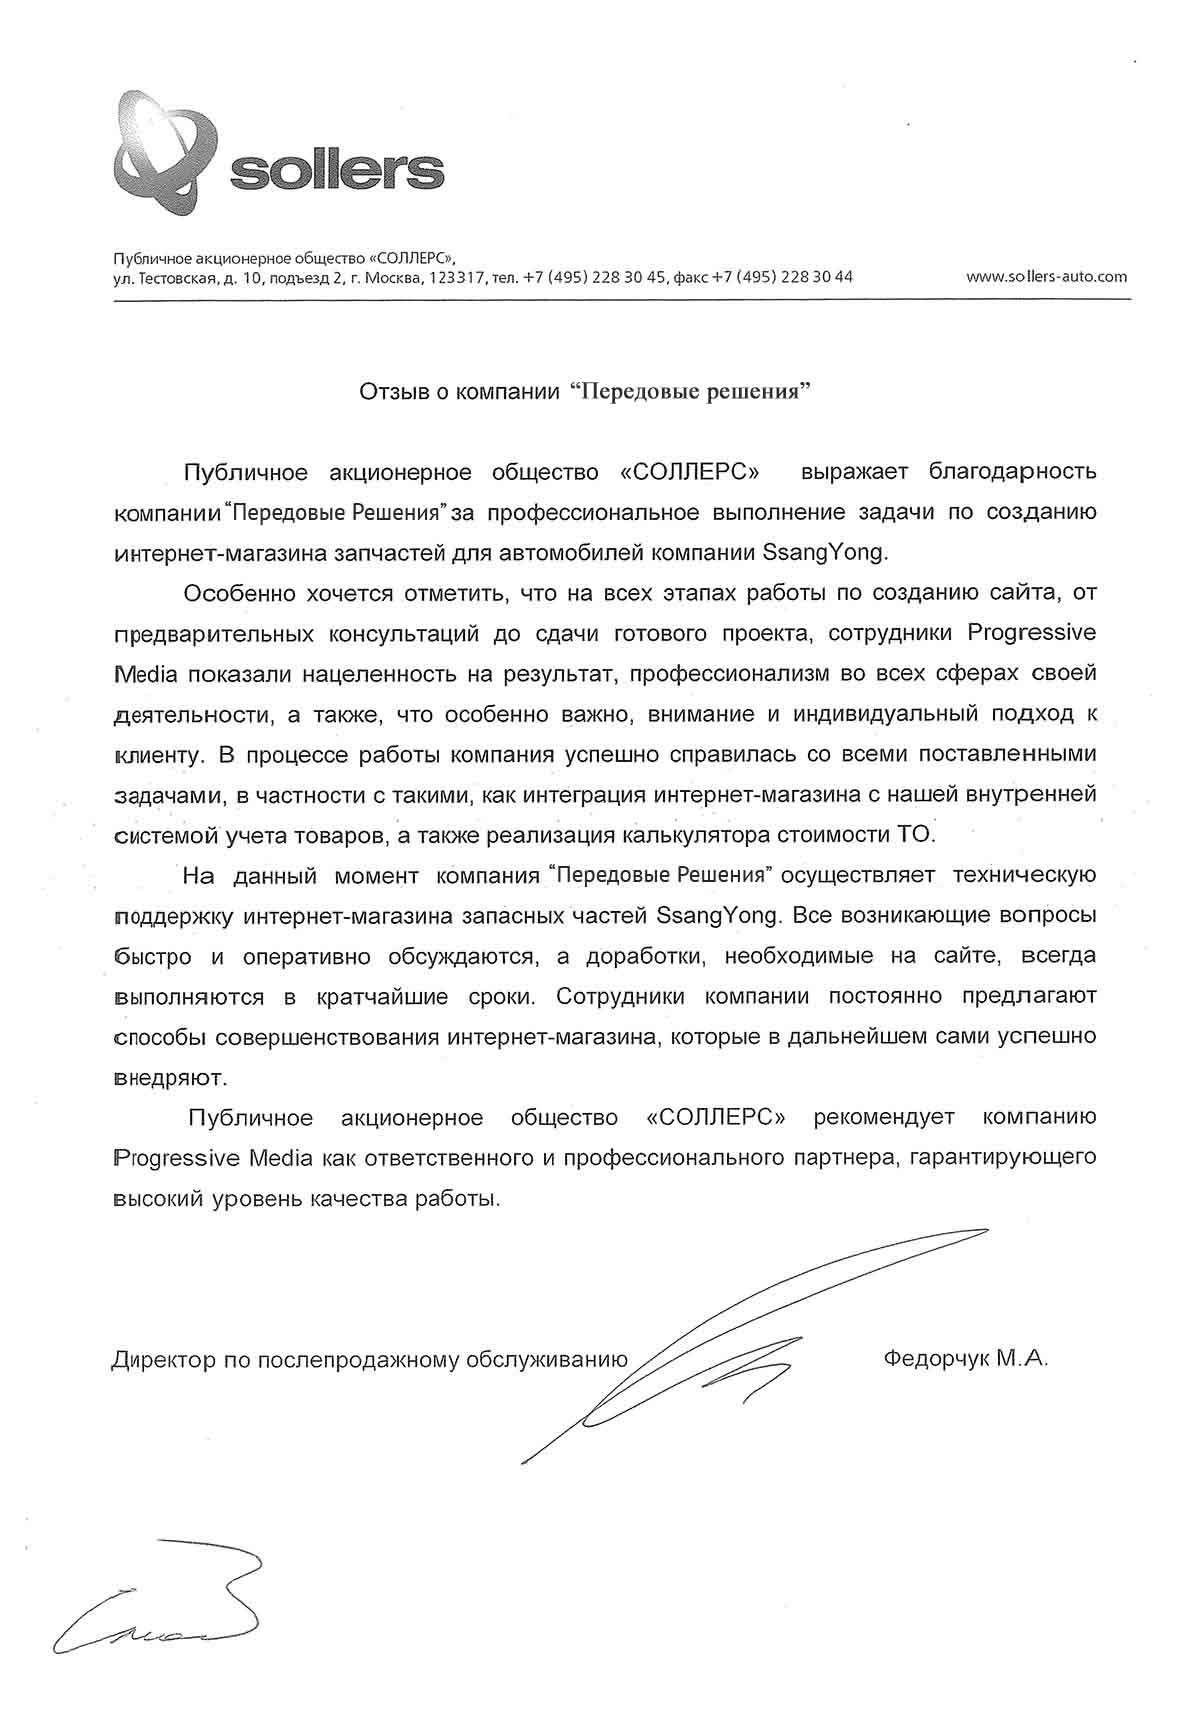 sollers
Публичное акционерное общество «СОЛЛЕРС»,
ул. Тестовская, д. 10, подъезд 2, г. Москва, 123317, тел. +7 (495) 228 30 45, факс +7 (495) 228 30 44 www.sollers-auto.com
Отзыв о компании “Передовые решения”
Публичное акционерное общество «СОЛЛЕРС» выражает благодарность
компании “Передовые Решения” за профессиональное выполнение задачи по созданию
интернет-магазина запчастей для автомобилей компании SsangYong.
Особенно хочется отметить, что на всех этапах работы по созданию сайта, от
предварительных консультаций до сдачи готового проекта, сотрудники Progressive
Media показали нацеленность на результат, профессионализм во всех сферах своей
деятельности, а также, что особенно важно, внимание и индивидуальный подход к
клиенту. В процессе работы компания успешно справилась со всеми поставленными
задачами, в частности с такими, как интеграция интернет-магазина с нашей внутренней
системой учета товаров, а также реализация калькулятора стоимости ТО.
На данный момент компания “Передовые Решения” осуществляет техническую
поддержку интернет-магазина запасных частей SsangYong. Все возникающие вопросы
быстро и оперативно обсуждаются, а доработки, необходимые на сайте, всегда
выполняются в кратчайшие сроки. Сотрудники компании постоянно предлагают
способы совершенствования интернет-магазина, которые в дальнейшем сами успешно
внедряют.
Публичное акционерное общество «СОЛЛЕРС» рекомендует компанию
Progressive Media как ответственного и профессионального партнера, гарантирующего
высокий уровень качества работы.
Директор по послепродажному обслуживанию Федорчук М.А.